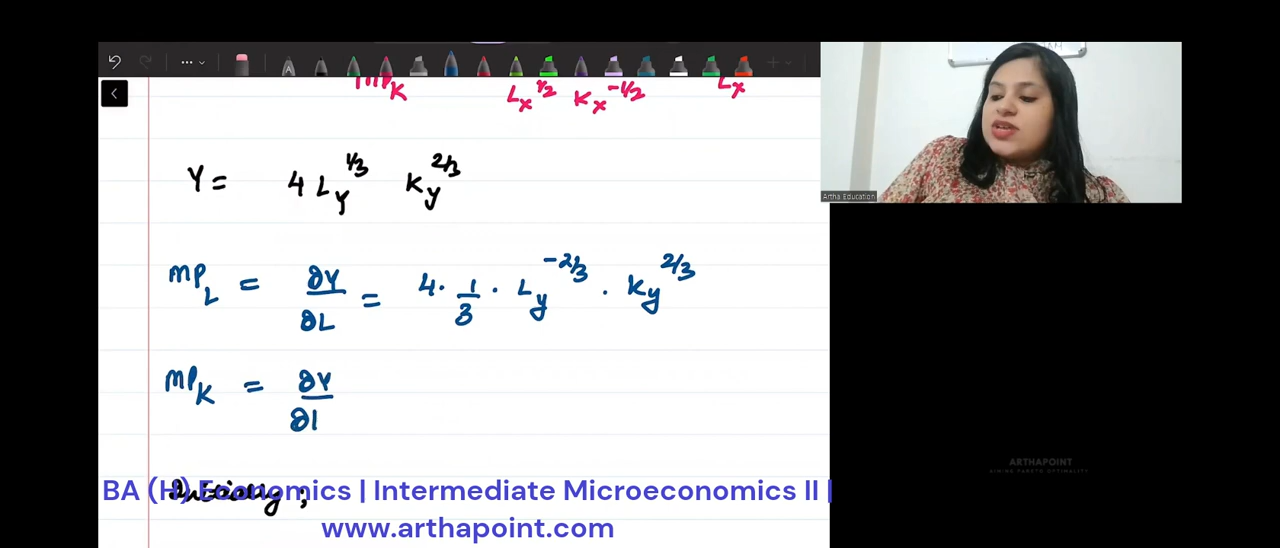 MP_K L_x^1/2 K_x^-1/2 L_x
Y = 4 L_y^1/3 K_y^2/3
MP_L = ∂Y/∂L = 4 · 1/3 · L_y^-2/3 · K_y^2/3
MP_K = ∂Y/∂l
Artha Education
ARTHAPOINT
BA (H) Economics | Intermediate Microeconomics II |
www.arthapoint.com